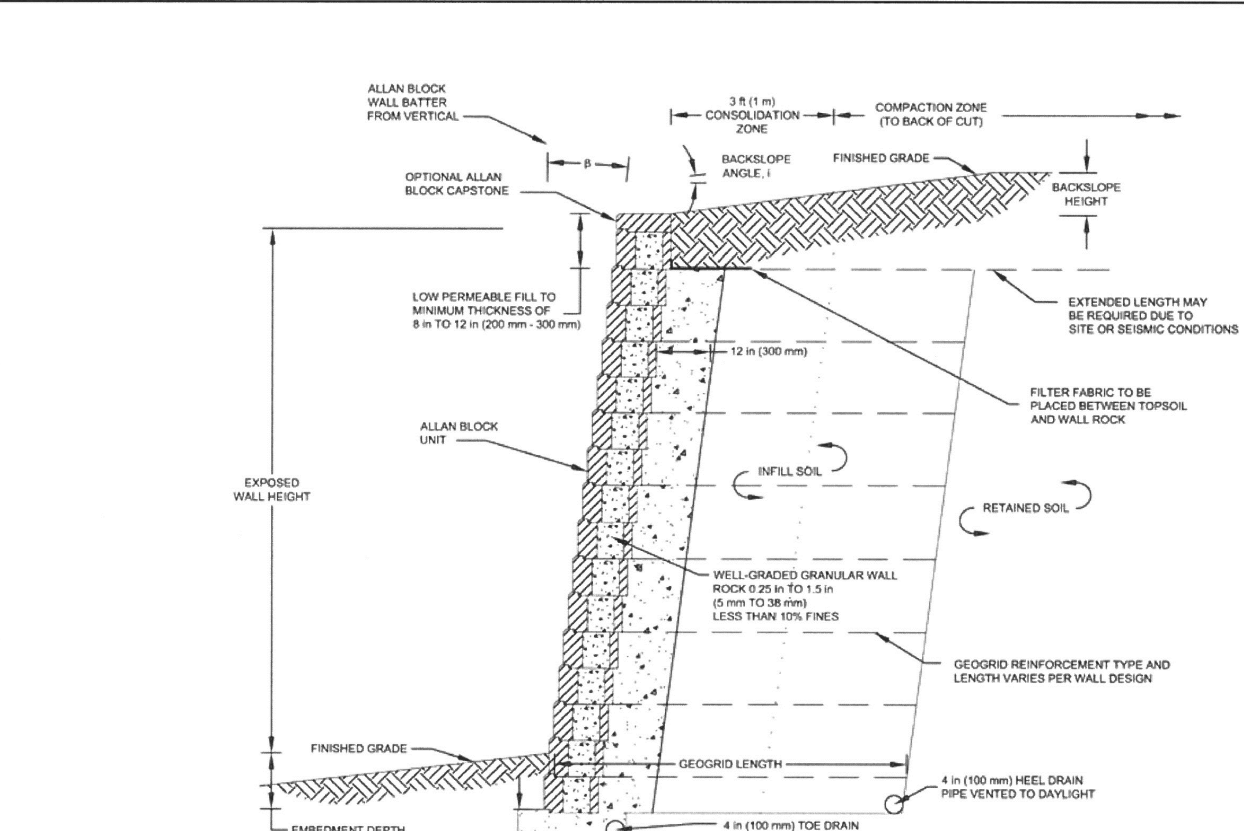 ALLAN BLOCK
WALL BATTER
FROM VERTICAL
3 ft (1 m)
CONSOLIDATION
ZONE
COMPACTION ZONE
(TO BACK OF CUT)
β
BACKSLOPE
ANGLE, i
FINISHED GRADE
OPTIONAL ALLAN
BLOCK CAPSTONE
BACKSLOPE
HEIGHT
LOW PERMEABLE FILL TO
MINIMUM THICKNESS OF
8 in TO 12 in (200 mm - 300 mm)
EXTENDED LENGTH MAY
BE REQUIRED DUE TO
SITE OR SEISMIC CONDITIONS
12 in (300 mm)
FILTER FABRIC TO BE
PLACED BETWEEN TOPSOIL
AND WALL ROCK
ALLAN BLOCK
UNIT
INFILL SOIL
EXPOSED
WALL HEIGHT
RETAINED SOIL
WELL-GRADED GRANULAR WALL
ROCK 0.25 in TO 1.5 in
(5 mm TO 38 mm)
LESS THAN 10% FINES
GEOGRID REINFORCEMENT TYPE AND
LENGTH VARIES PER WALL DESIGN
FINISHED GRADE
GEOGRID LENGTH
4 in (100 mm) HEEL DRAIN
PIPE VENTED TO DAYLIGHT
4 in (100 mm) TOE DRAIN
EMBEDMENT DEPTH